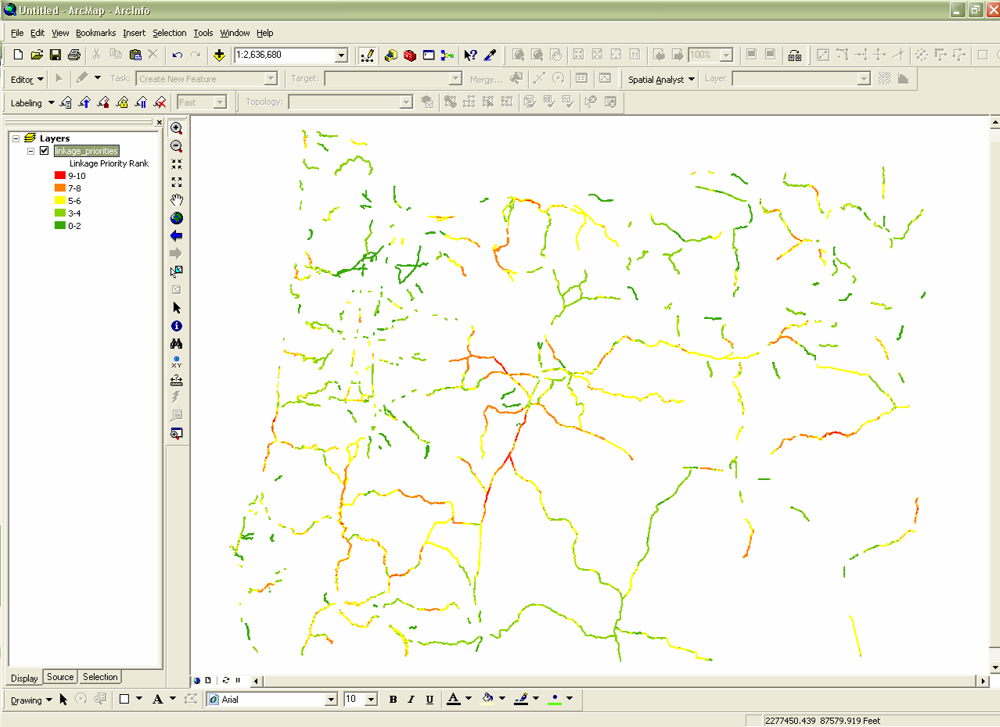 Untitled - ArcMap - ArcInfo
File Edit View Bookmarks Insert Selection Tools Window Help
1:2,636,680 100%
Editor Task: Create New Feature Target: Merge... Spatial Analyst Layer:
Labeling Fast Topology:
Layers
linkage_priorities
Linkage Priority Rank
9-10
7-8
5-6
3-4
0-2
XY
Display Source Selection
Drawing A Arial 10 B I U A
2277450.439 87579.919 Feet